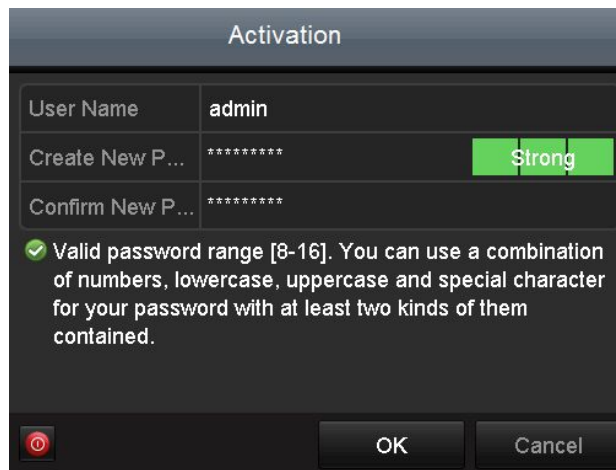 Activation
User Name admin
Create New P... ********* Strong
Confirm New P... *********
Valid password range [8-16]. You can use a combination
of numbers, lowercase, uppercase and special character
for your password with at least two kinds of them
contained.
OK Cancel